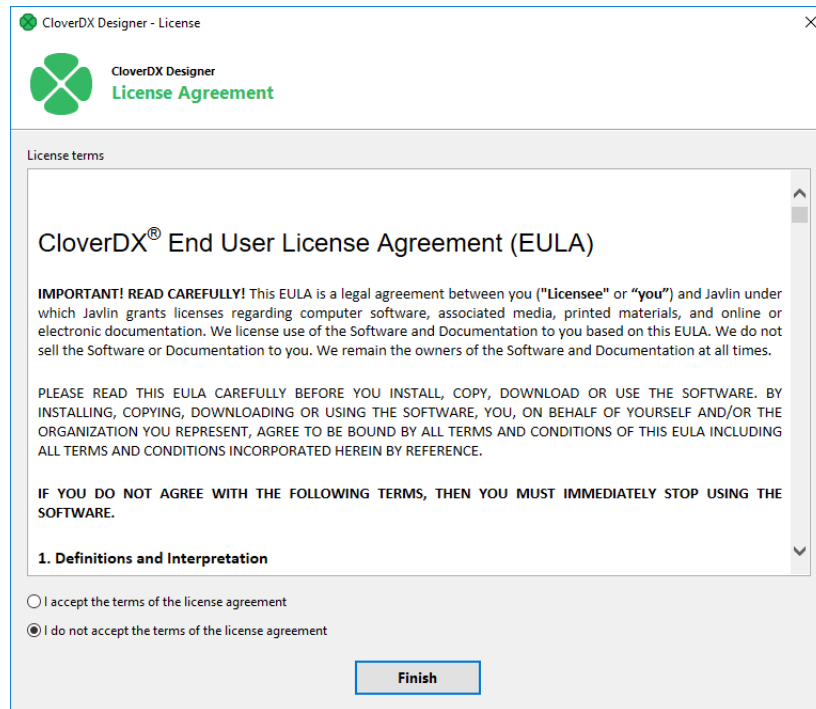 CloverDX Designer - License
CloverDX Designer
License Agreement
License terms
CloverDX® End User License Agreement (EULA)
IMPORTANT! READ CAREFULLY! This EULA is a legal agreement between you ("Licensee" or “you”) and Javlin under
which Javlin grants licenses regarding computer software, associated media, printed materials, and online or
electronic documentation. We license use of the Software and Documentation to you based on this EULA. We do not
sell the Software or Documentation to you. We remain the owners of the Software and Documentation at all times.
PLEASE READ THIS EULA CAREFULLY BEFORE YOU INSTALL, COPY, DOWNLOAD OR USE THE SOFTWARE. BY
INSTALLING, COPYING, DOWNLOADING OR USING THE SOFTWARE, YOU, ON BEHALF OF YOURSELF AND/OR THE
ORGANIZATION YOU REPRESENT, AGREE TO BE BOUND BY ALL TERMS AND CONDITIONS OF THIS EULA INCLUDING
ALL TERMS AND CONDITIONS INCORPORATED HEREIN BY REFERENCE.
IF YOU DO NOT AGREE WITH THE FOLLOWING TERMS, THEN YOU MUST IMMEDIATELY STOP USING THE
SOFTWARE.
1. Definitions and Interpretation
I accept the terms of the license agreement
I do not accept the terms of the license agreement
Finish